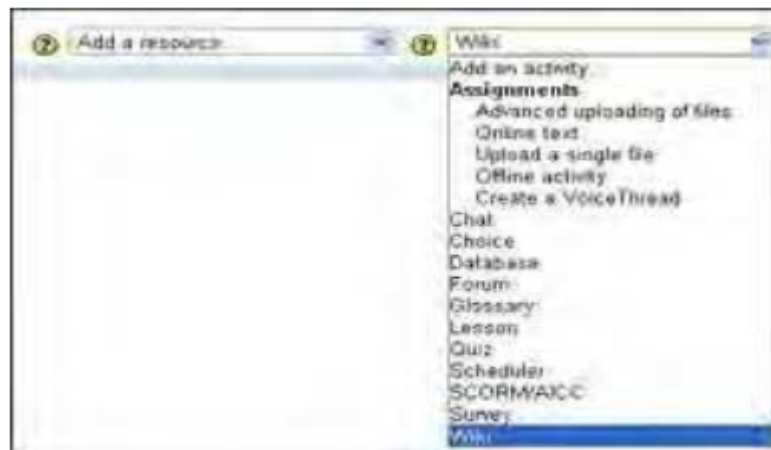 Add a resource...
Wiki
Add an activity...
Assignments
Advanced uploading of files
Online text
Upload a single file
Offline activity
Create a VoiceThread
Chat
Choice
Database
Forum
Glossary
Lesson
Quiz
Scheduler
SCORM/AICC
Survey
Wiki